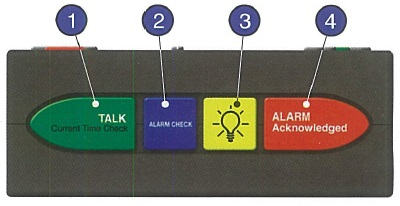 1
2
3
4
TALK
Current Time Check
ALARM CHECK
ALARM
Acknowledged